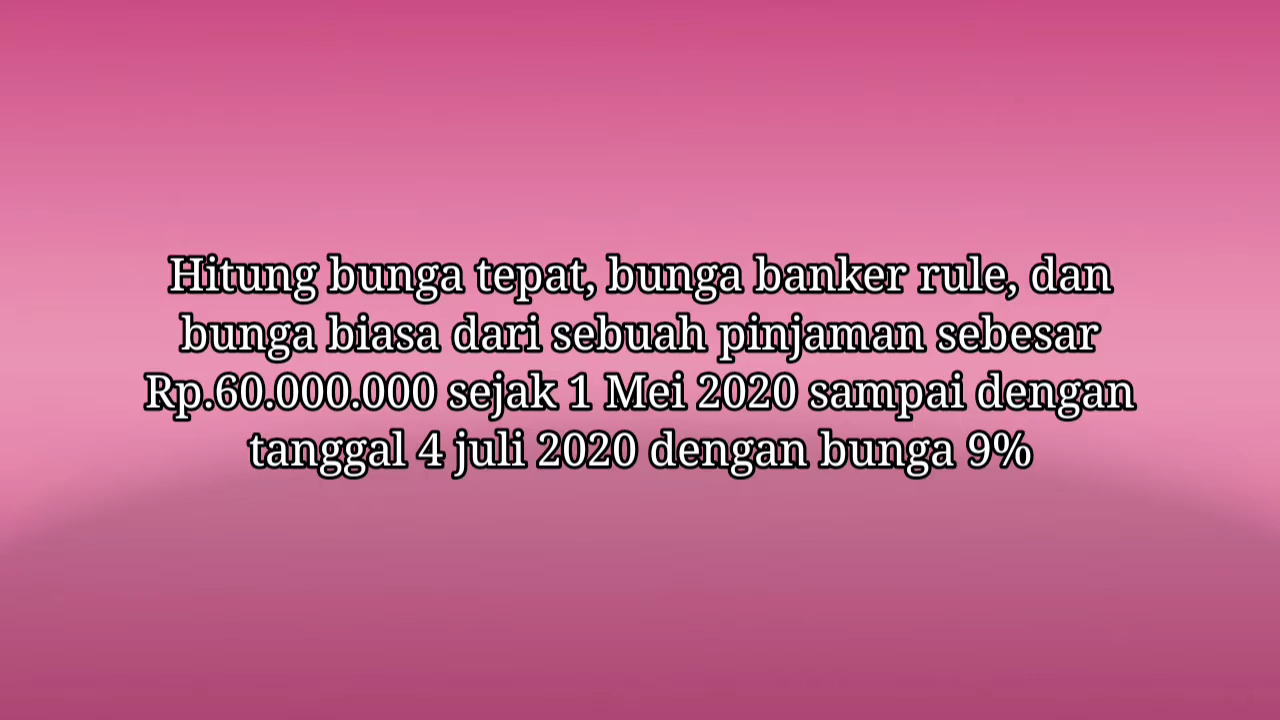 Hitung bunga tepat, bunga banker rule, dan
bunga biasa dari sebuah pinjaman sebesar
Rp.60.000.000 sejak 1 Mei 2020 sampai dengan
tanggal 4 juli 2020 dengan bunga 9%